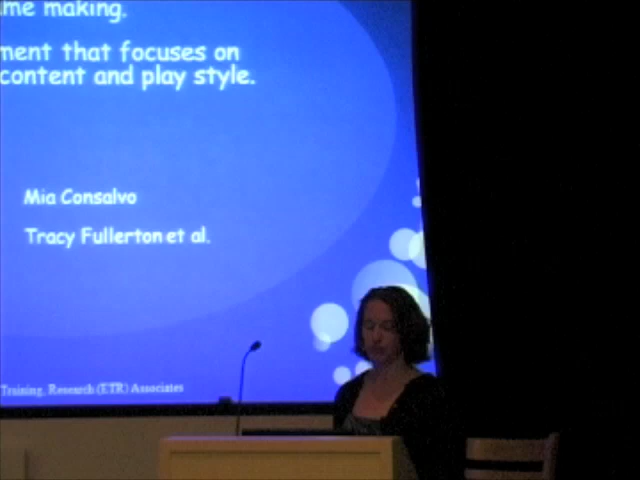 me making.
ment that focuses on
content and play style.
Mia Consalvo
Tracy Fullerton et al.
Training, Research (ETR) Associates